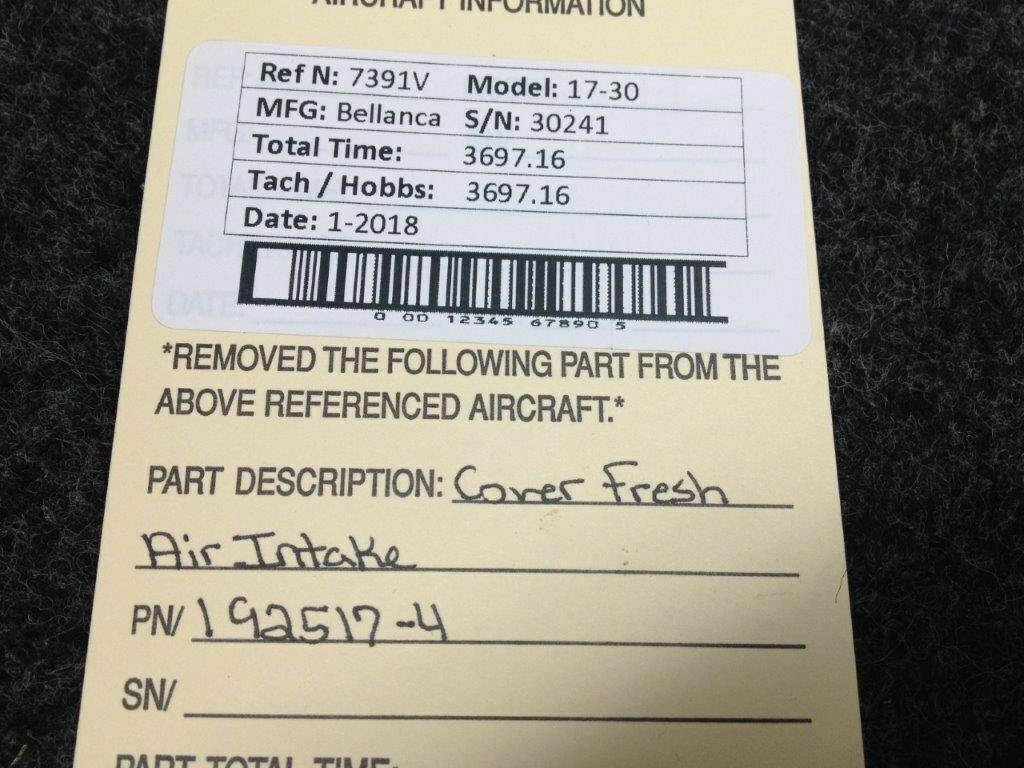 AIRCRAFT INFORMATION
Ref N: 7391V Model: 17-30
MFG: Bellanca S/N: 30241
Total Time: 3697.16
Tach / Hobbs: 3697.16
Date: 1-2018
0 00 12345 67890 5
*REMOVED THE FOLLOWING PART FROM THE
ABOVE REFERENCED AIRCRAFT.*
PART DESCRIPTION: Cover Fresh
Air Intake
PN/ 192517-4
SN/
PART TOTAL TIME: